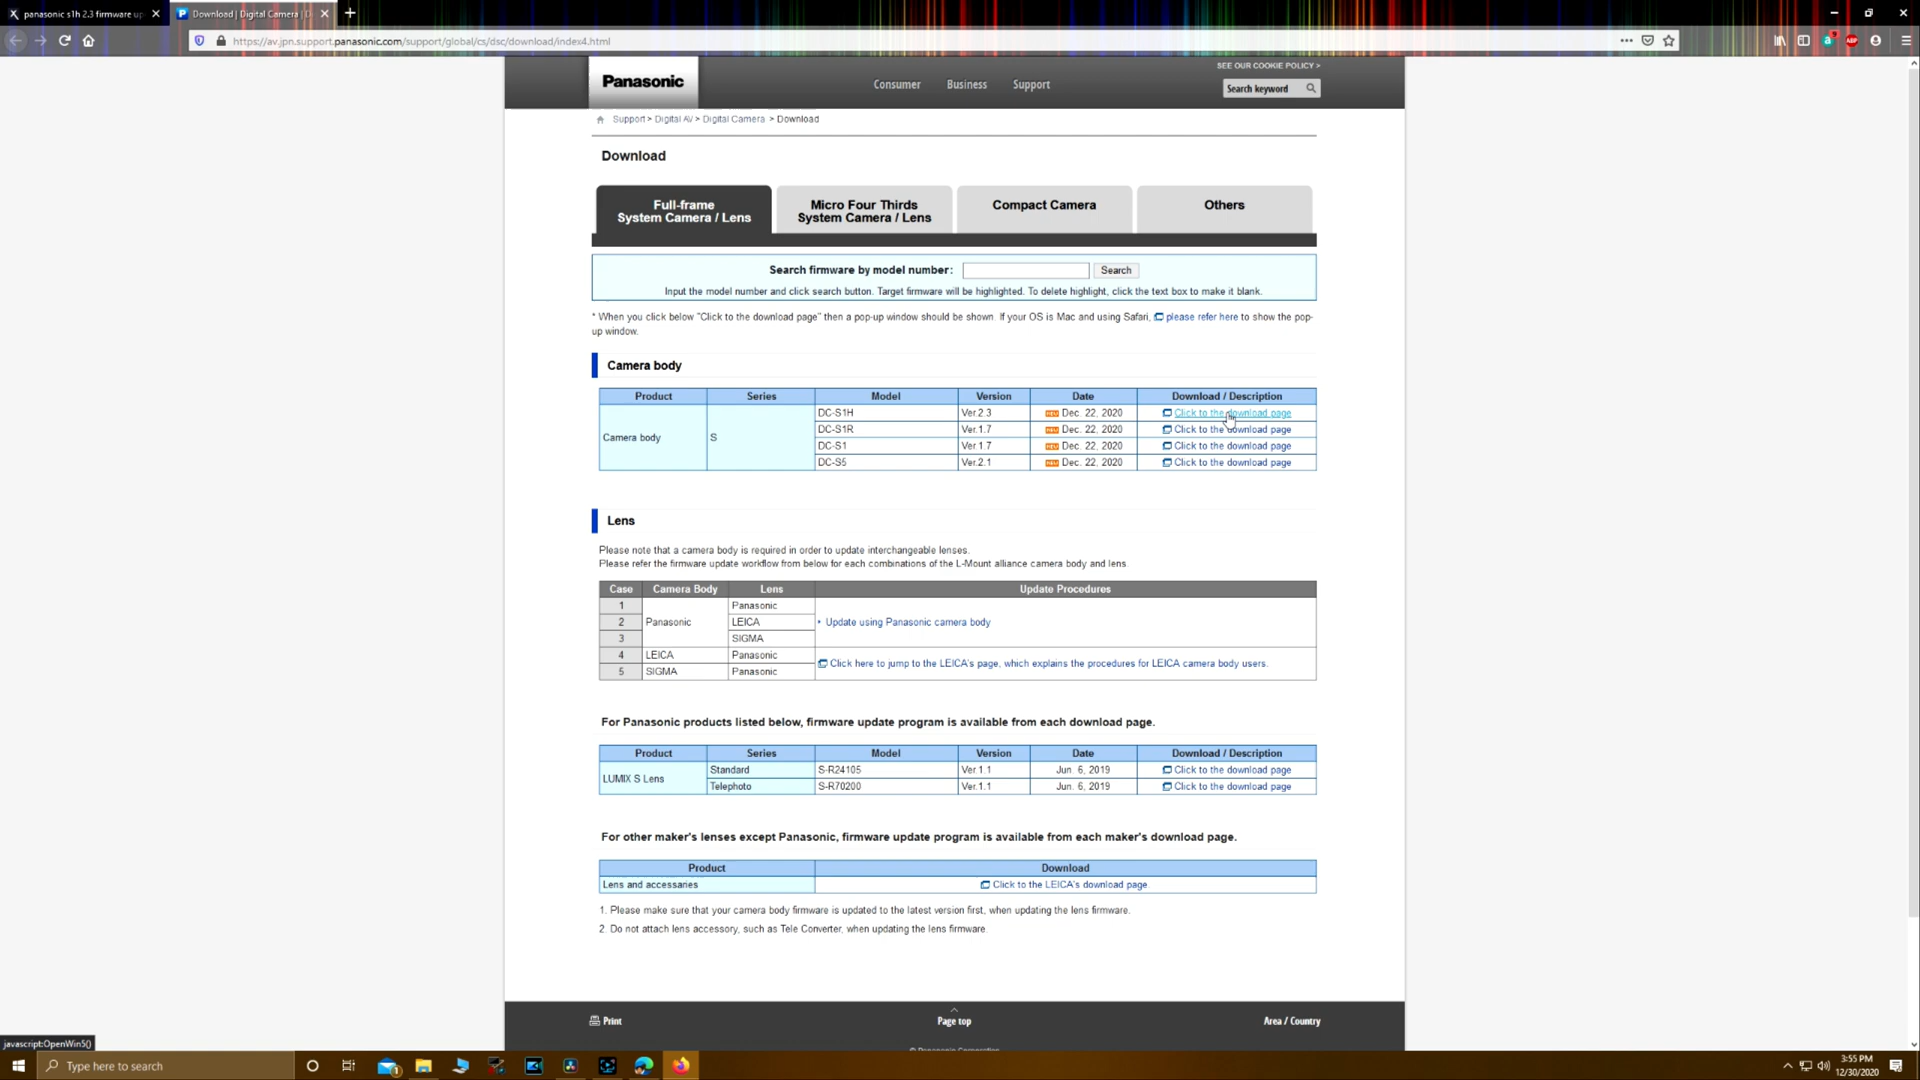 panasonic s1h 2.3 firmware up
Download | Digital Camera | D
https://av.jpn.support.panasonic.com/support/global/cs/dsc/download/index4.html
SEE OUR COOKIE POLICY >
Panasonic
Consumer Business Support
Search keyword
Support > Digital AV > Digital Camera > Download
Download
Full-frame
System Camera / Lens
Micro Four Thirds
System Camera / Lens
Compact Camera
Others
Search firmware by model number: Search
Input the model number and click search button. Target firmware will be highlighted. To delete highlight, click the text box to make it blank.
* When you click below "Click to the download page" then a pop-up window should be shown. If your OS is Mac and using Safari, please refer here to show the pop-
up window.
Camera body
Product Series Model Version Date Download / Description
Camera body S
DC-S1H Ver.2.3 NEW Dec. 22, 2020 Click to the download page
DC-S1R Ver.1.7 NEW Dec. 22, 2020 Click to the download page
DC-S1 Ver.1.7 NEW Dec. 22, 2020 Click to the download page
DC-S5 Ver.2.1 NEW Dec. 22, 2020 Click to the download page
Lens
Please note that a camera body is required in order to update interchangeable lenses.
Please refer the firmware update workflow from below for each combinations of the L-Mount alliance camera body and lens.
Case Camera Body Lens Update Procedures
1 Panasonic
2 Panasonic LEICA Update using Panasonic camera body
3 SIGMA
4 LEICA Panasonic
Click here to jump to the LEICA's page, which explains the procedures for LEICA camera body users.
5 SIGMA Panasonic
For Panasonic products listed below, firmware update program is available from each download page.
Product Series Model Version Date Download / Description
LUMIX S Lens
Standard S-R24105 Ver.1.1 Jun. 6, 2019 Click to the download page
Telephoto S-R70200 Ver.1.1 Jun. 6, 2019 Click to the download page
For other maker's lenses except Panasonic, firmware update program is available from each maker's download page.
Product Download
Lens and accessaries Click to the LEICA's download page.
1. Please make sure that your camera body firmware is updated to the latest version first, when updating the lens firmware.
2. Do not attach lens accessory, such as Tele Converter, when updating the lens firmware.
Print Page top Area / Country
© Panasonic Corporation
javascript:OpenWin5()
Type here to search
3:55 PM
12/30/2020